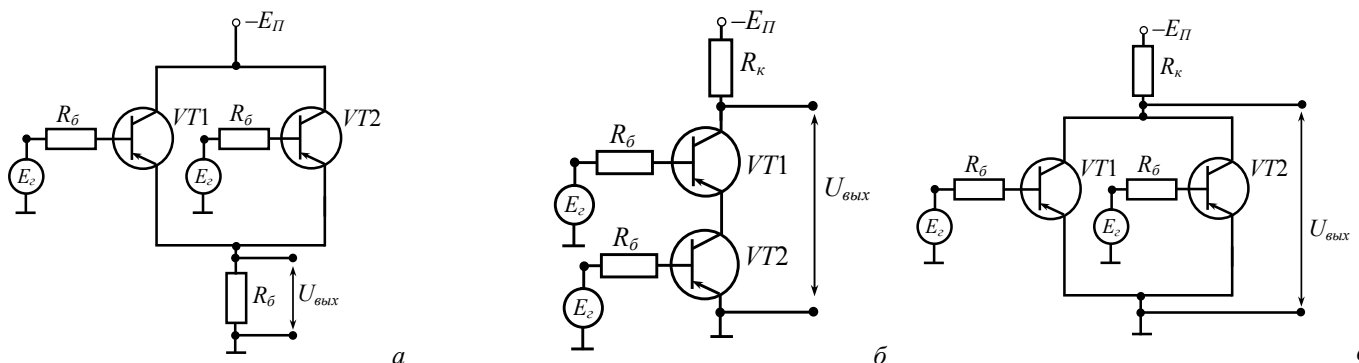 –E_П
R_б
VT1
R_б
VT2
E_г
E_г
R_б
U_вых
а
–E_П
R_к
R_б
VT1
E_г
U_вых
R_б
VT2
E_г
б
–E_П
R_к
R_б
VT1
R_б
VT2
E_г
E_г
U_вых